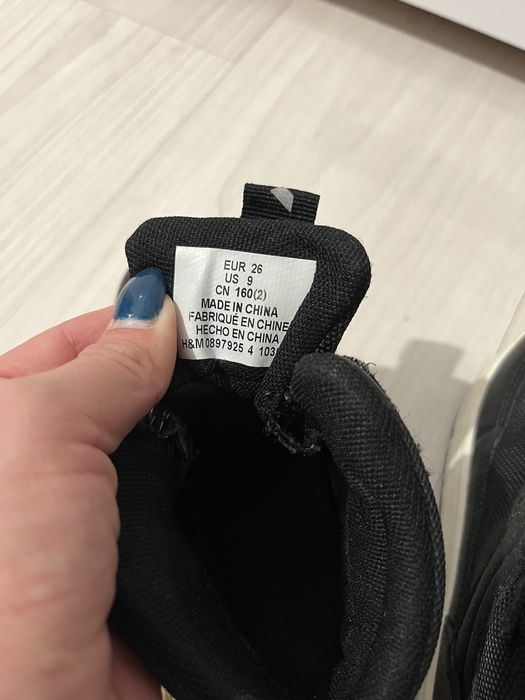 EUR 26
US 9
CN 160(2)
MADE IN CHINA
FABRIQUÉ EN CHINE
HECHO EN CHINA
H&M 0897925 4 103